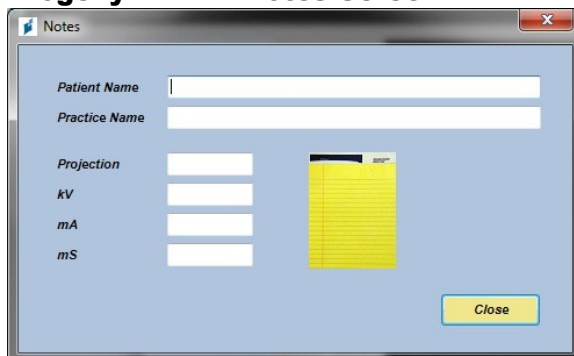 Notes
Patient Name
Practice Name
Projection
kV
mA
mS
Close